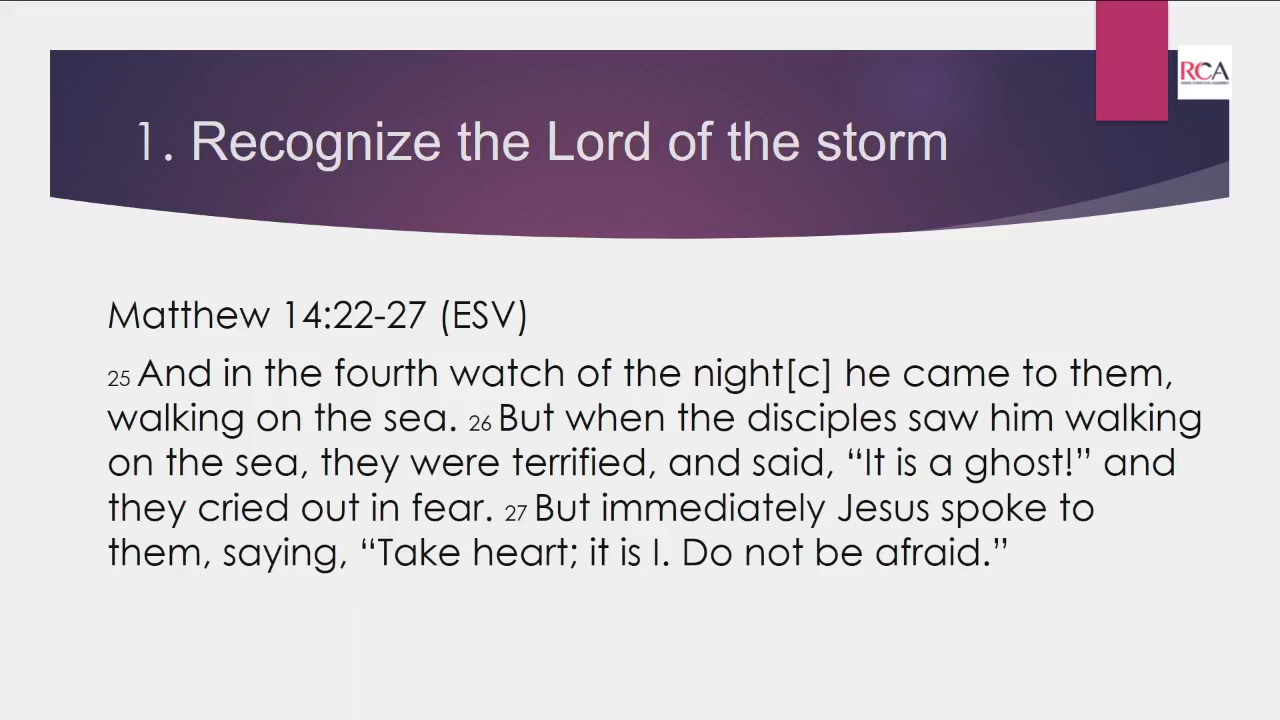 RCA
1. Recognize the Lord of the storm
Matthew 14:22-27 (ESV)
25 And in the fourth watch of the night[c] he came to them,
walking on the sea. 26 But when the disciples saw him walking
on the sea, they were terrified, and said, “It is a ghost!” and
they cried out in fear. 27 But immediately Jesus spoke to
them, saying, “Take heart; it is I. Do not be afraid.”